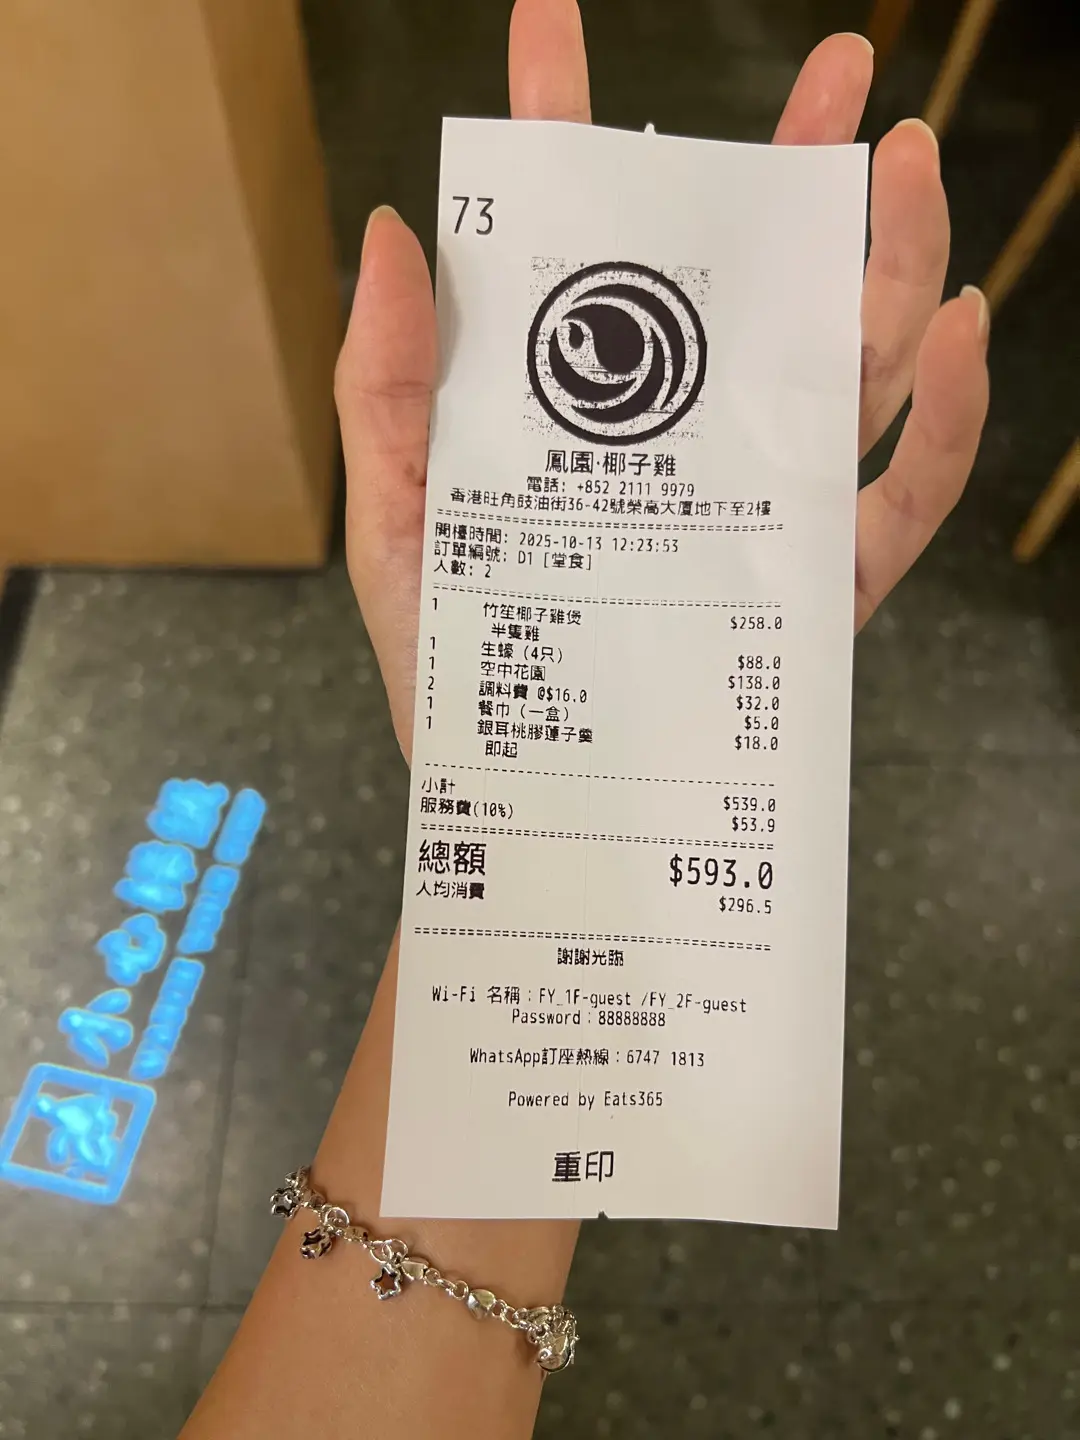 73
鳳園·椰子雞
電話: +852 2111 9979
香港旺角豉油街36-42號榮高大廈地下至2樓
開檯時間: 2025-10-13 12:23:53
訂單編號: D1 [堂食]
人數: 2
1 竹笙椰子雞煲 $258.0
半隻雞
1 生蠔（4只） $88.0
1 空中花園 $138.0
2 調料費 @$16.0 $32.0
1 餐巾（一盒） $5.0
1 銀耳桃膠蓮子羹 $18.0
即起
小計 $539.0
服務費(10%) $53.9
總額 $593.0
人均消費 $296.5
謝謝光臨
Wi-Fi 名稱：FY_1F-guest /FY_2F-guest
Password：88888888
WhatsApp訂座熱線：6747 1813
Powered by Eats365
重印
小心地滑